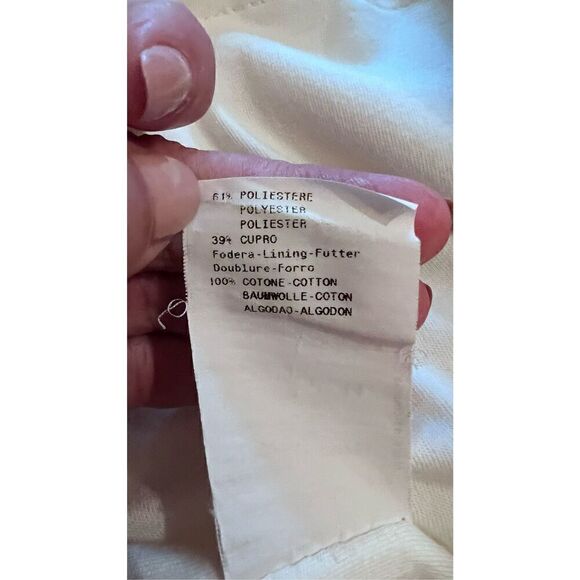 61% POLIESTERE
POLYESTER
POLIESTER
39% CUPRO
Fodera-Lining-Futter
Doublure-Forro
100% COTONE-COTTON
BAUMWOLLE-COTON
ALGODAO-ALGODON